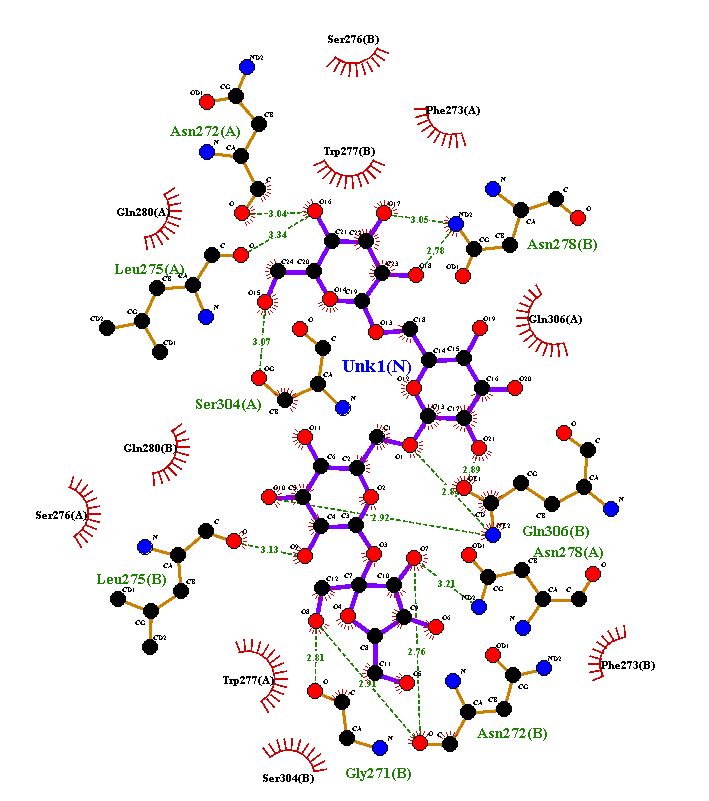 Ser276(B)
ND2
CG
OD1
Phe273(A)
CB
Asn272(A)
Trp277(B)
N
CA
C
N
C
O
O16
O17
CA
O
3.04
3.05
ND2
Gln280(A)
3.34
C21
C22
CG
CB
Asn278(B)
C
O
2.78
Leu275(A)
C24
C20
C23
O18
OD1
CB
CA
O15
O14
C19
Gln306(A)
CG
N
O13
C18
O19
CD2
CD1
O
3.07
C
C14
C15
Unk1(N)
OG
CA
O12
C16
O20
Ser304(A)
CB
N
C13
C17
O11
C1
O21
O
Gln280(B)
O1
2.89
C
C6
C2
OE1
CG
CA
O10
C5
O2
CD
CB
N
Ser276(A)
2.92
NE2
Gln306(B)
C
O
C4
C3
N
CA
3.13
O9
O3
O7
OD1
Asn278(A)
CB
O
Leu275(B)
CG
CB
C12
C7
C10
3.21
CD1
ND2
CA
C
CG
O8
O4
C9
O6
N
CD2
C8
OD1
ND2
Phe273(B)
2.81
2.76
CG
Trp277(A)
C11
O5
N
2.91
O
C
CA
CB
Asn272(B)
CA
O
C
N
Ser304(B)
Gly271(B)